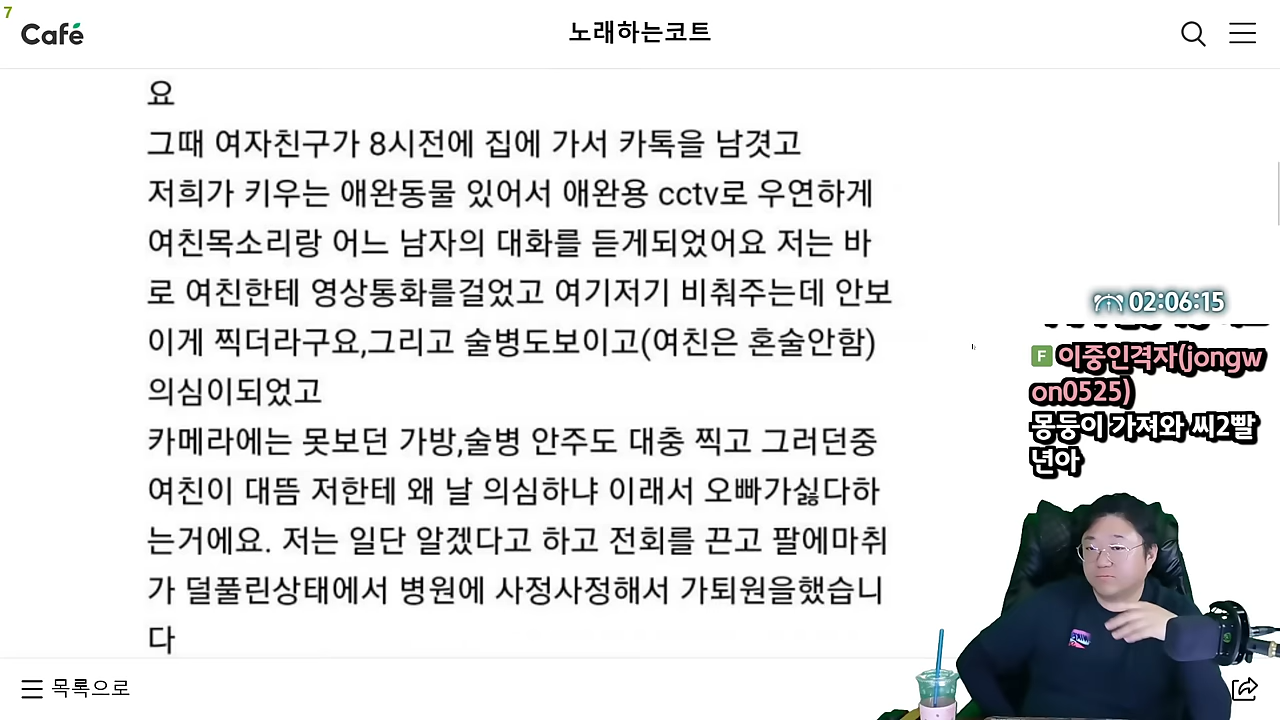 7
Café
노래하는코트
요
그때 여자친구가 8시전에 집에 가서 카톡을 남겻고
저희가 키우는 애완동물 있어서 애완용 cctv로 우연하게
여친목소리랑 어느 남자의 대화를 듣게되었어요 저는 바
로 여친한테 영상통화를걸었고 여기저기 비춰주는데 안보
이게 찍더라구요,그리고 술병도보이고(여친은 혼술안함)
의심이되었고
카메라에는 못보던 가방,술병 안주도 대충 찍고 그러던중
여친이 대뜸 저한테 왜 날 의심하냐 이래서 오빠가싫다하
는거에요. 저는 일단 알겠다고 하고 전회를 끈고 팔에마취
가 덜풀린상태에서 병원에 사정사정해서 가퇴원을했습니
다
목록으로
02:06:15
F 이중인격자(jongw
on0525)
몽둥이 가져와 씨2빨
년아